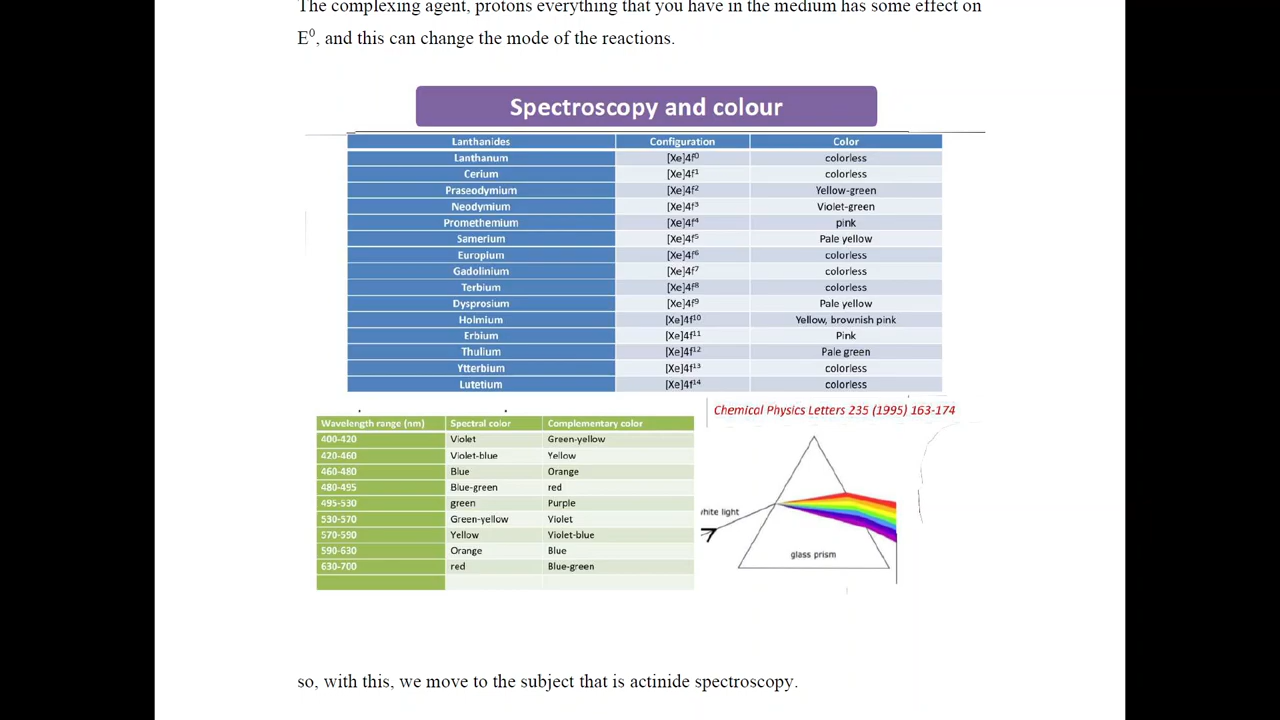 The complexing agent, protons everything that you have in the medium has some effect on
E⁰, and this can change the mode of the reactions.
Spectroscopy and colour
Lanthanides Configuration Color
Lanthanum [Xe]4f⁰ colorless
Cerium [Xe]4f¹ colorless
Praseodymium [Xe]4f² Yellow-green
Neodymium [Xe]4f³ Violet-green
Promethemium [Xe]4f⁴ pink
Samerium [Xe]4f⁵ Pale yellow
Europium [Xe]4f⁶ colorless
Gadolinium [Xe]4f⁷ colorless
Terbium [Xe]4f⁸ colorless
Dysprosium [Xe]4f⁹ Pale yellow
Holmium [Xe]4f¹⁰ Yellow, brownish pink
Erbium [Xe]4f¹¹ Pink
Thulium [Xe]4f¹² Pale green
Ytterbium [Xe]4f¹³ colorless
Lutetium [Xe]4f¹⁴ colorless
Chemical Physics Letters 235 (1995) 163-174
Wavelength range (nm) Spectral color Complementary color
400-420 Violet Green-yellow
420-460 Violet-blue Yellow
460-480 Blue Orange
480-495 Blue-green red
495-530 green Purple
530-570 Green-yellow Violet
570-590 Yellow Violet-blue
590-630 Orange Blue
630-700 red Blue-green
white light
glass prism
so, with this, we move to the subject that is actinide spectroscopy.